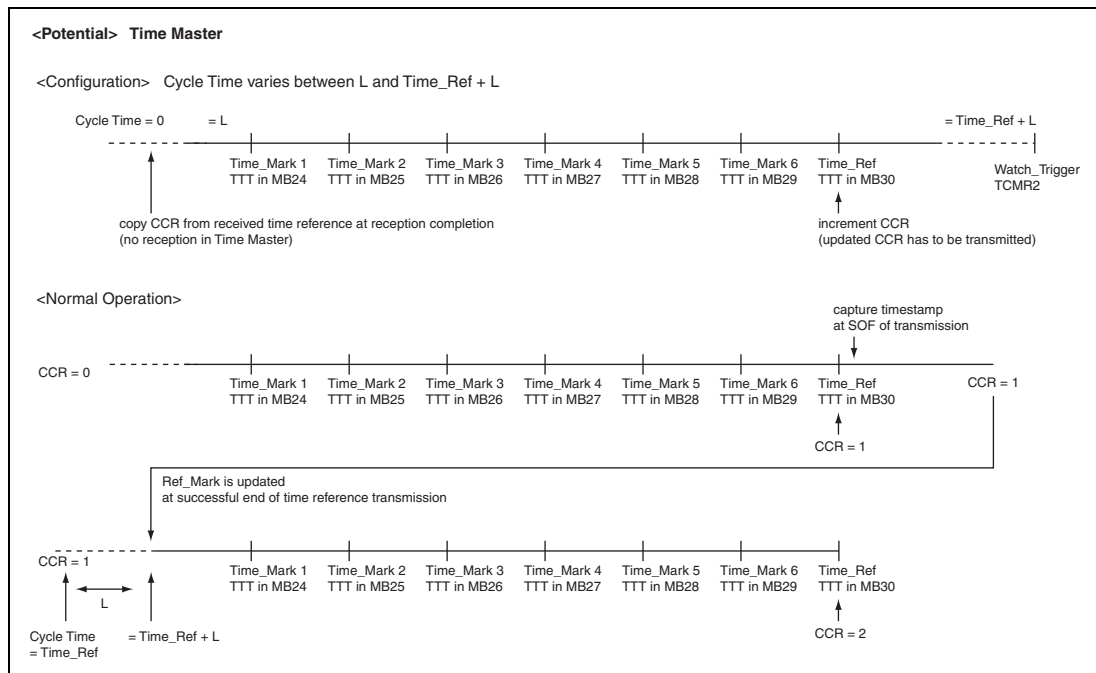 <Potential> Time Master
<Configuration> Cycle Time varies between L and Time_Ref + L
Cycle Time = 0 = L = Time_Ref + L
Time_Mark 1 Time_Mark 2 Time_Mark 3 Time_Mark 4 Time_Mark 5 Time_Mark 6 Time_Ref
TTT in MB24 TTT in MB25 TTT in MB26 TTT in MB27 TTT in MB28 TTT in MB29 TTT in MB30
Watch_Trigger
TCMR2
copy CCR from received time reference at reception completion
(no reception in Time Master)
increment CCR
(updated CCR has to be transmitted)
<Normal Operation>
capture timestamp
at SOF of transmission
CCR = 0
Time_Mark 1 Time_Mark 2 Time_Mark 3 Time_Mark 4 Time_Mark 5 Time_Mark 6 Time_Ref
TTT in MB24 TTT in MB25 TTT in MB26 TTT in MB27 TTT in MB28 TTT in MB29 TTT in MB30
CCR = 1
CCR = 1
Ref_Mark is updated
at successful end of time reference transmission
CCR = 1
Time_Mark 1 Time_Mark 2 Time_Mark 3 Time_Mark 4 Time_Mark 5 Time_Mark 6 Time_Ref
TTT in MB24 TTT in MB25 TTT in MB26 TTT in MB27 TTT in MB28 TTT in MB29 TTT in MB30
L
Cycle Time
= Time_Ref
= Time_Ref + L
CCR = 2